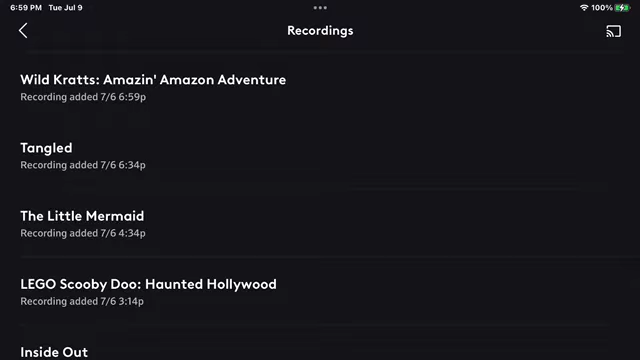 6:59 PM Tue Jul 9
100%
Recordings
Wild Kratts: Amazin' Amazon Adventure
Recording added 7/6 6:59p
Tangled
Recording added 7/6 6:34p
The Little Mermaid
Recording added 7/6 4:34p
LEGO Scooby Doo: Haunted Hollywood
Recording added 7/6 3:14p
Inside Out